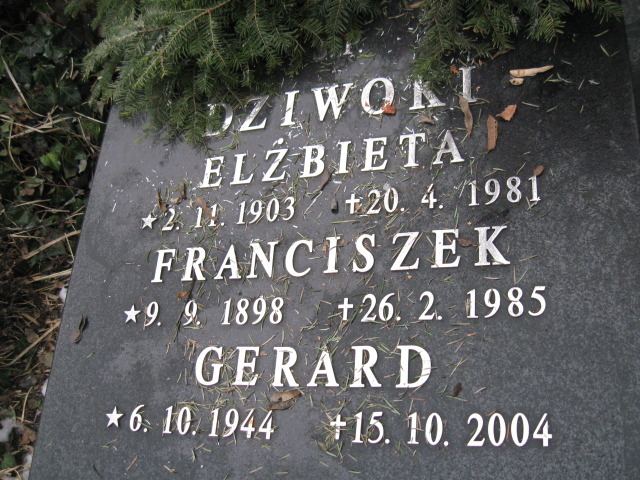 DZIWOKI
ELŻBIETA
★2. 11. 1903 +20. 4. 1981
FRANCISZEK
★9. 9. 1898 +26. 2. 1985
GERARD
★6. 10. 1944 +15. 10. 2004